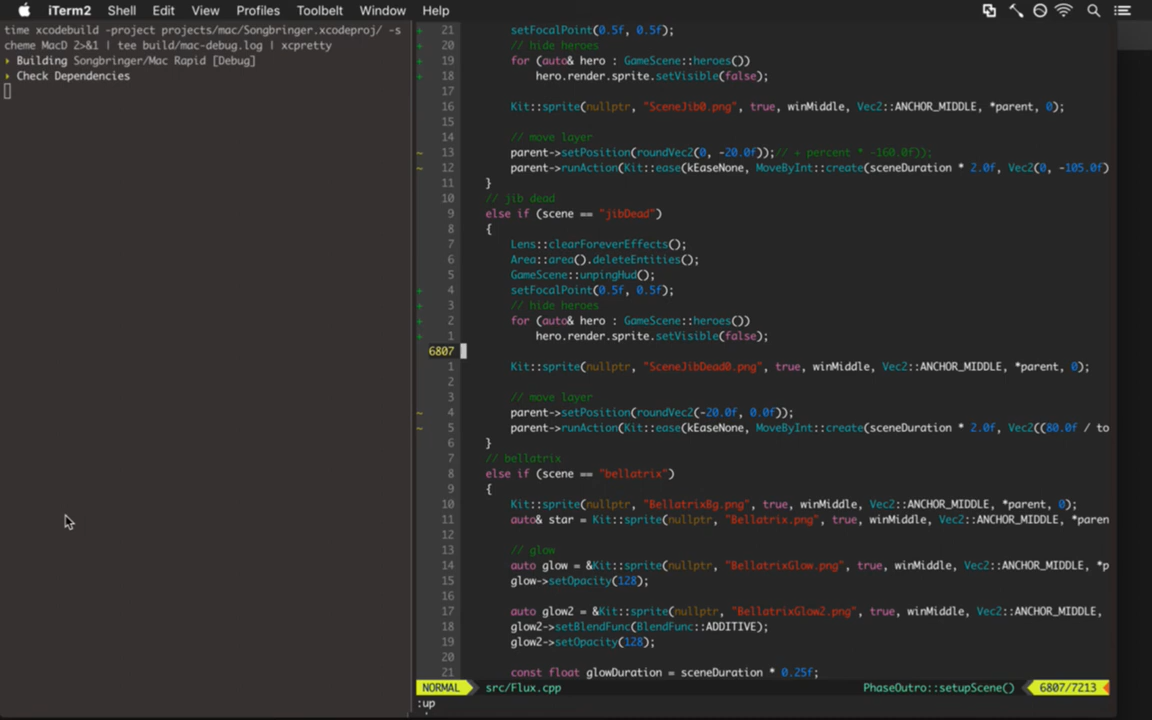 iTerm2 Shell Edit View Profiles Toolbelt Window Help
time xcodebuild -project projects/mac/Songbringer.xcodeproj/ -s
cheme MacD 2>&1 | tee build/mac-debug.log | xcpretty
Building Songbringer/Mac Rapid [Debug]
Check Dependencies
+ 21 setFocalPoint(0.5f, 0.5f);
+ 20 // hide heroes
+ 19 for (auto& hero : GameScene::heroes())
+ 18 hero.render.sprite.setVisible(false);
17
16 Kit::sprite(nullptr, "SceneJib0.png", true, winMiddle, Vec2::ANCHOR_MIDDLE, *parent, 0);
15
14 // move layer
~ 13 parent->setPosition(roundVec2(0, -20.0f));// + percent * -160.0f));
~ 12 parent->runAction(Kit::ease(kEaseNone, MoveByInt::create(sceneDuration * 2.0f, Vec2(0, -105.0f)
11 }
10 // jib dead
9 else if (scene == "jibDead")
8 {
7 Lens::clearForeverEffects();
6 Area::area().deleteEntities();
5 GameScene::unpingHud();
+ 4 setFocalPoint(0.5f, 0.5f);
+ 3 // hide heroes
+ 2 for (auto& hero : GameScene::heroes())
+ 1 hero.render.sprite.setVisible(false);
6807
1 Kit::sprite(nullptr, "SceneJibDead0.png", true, winMiddle, Vec2::ANCHOR_MIDDLE, *parent, 0);
2
3 // move layer
~ 4 parent->setPosition(roundVec2(-20.0f, 0.0f));
~ 5 parent->runAction(Kit::ease(kEaseNone, MoveByInt::create(sceneDuration * 2.0f, Vec2((80.0f / to
6 }
7 // bellatrix
8 else if (scene == "bellatrix")
9 {
10 Kit::sprite(nullptr, "BellatrixBg.png", true, winMiddle, Vec2::ANCHOR_MIDDLE, *parent, 0);
11 auto& star = Kit::sprite(nullptr, "Bellatrix.png", true, winMiddle, Vec2::ANCHOR_MIDDLE, *paren
12
13 // glow
14 auto glow = &Kit::sprite(nullptr, "BellatrixGlow.png", true, winMiddle, Vec2::ANCHOR_MIDDLE, *p
15 glow->setOpacity(128);
16
17 auto glow2 = &Kit::sprite(nullptr, "BellatrixGlow2.png", true, winMiddle, Vec2::ANCHOR_MIDDLE,
18 glow2->setBlendFunc(BlendFunc::ADDITIVE);
19 glow2->setOpacity(128);
20
21 const float glowDuration = sceneDuration * 0.25f;
NORMAL src/Flux.cpp PhaseOutro::setupScene() 6807/7213
:up